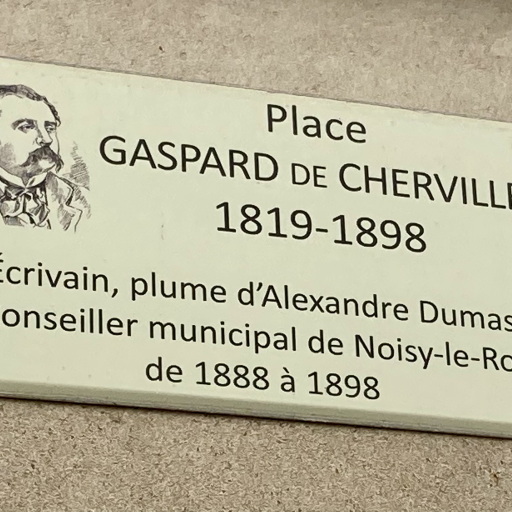 Place
GASPARD DE CHERVILLE
1819-1898
Écrivain, plume d'Alexandre Dumas
onseiller municipal de Noisy-le-Ro
de 1888 à 1898